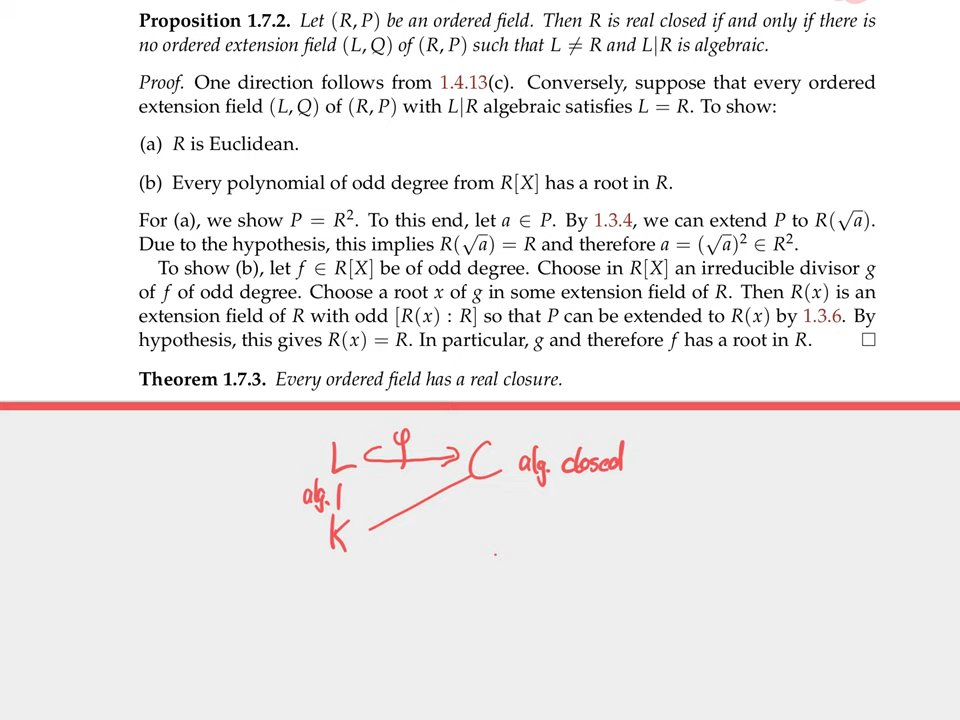 Proposition 1.7.2. Let (R, P) be an ordered field. Then R is real closed if and only if there is
no ordered extension field (L, Q) of (R, P) such that L ≠ R and L|R is algebraic.
Proof. One direction follows from 1.4.13(c). Conversely, suppose that every ordered
extension field (L, Q) of (R, P) with L|R algebraic satisfies L = R. To show:
(a) R is Euclidean.
(b) Every polynomial of odd degree from R[X] has a root in R.
For (a), we show P = R². To this end, let a ∈ P. By 1.3.4, we can extend P to R(√a).
Due to the hypothesis, this implies R(√a) = R and therefore a = (√a)² ∈ R².
To show (b), let f ∈ R[X] be of odd degree. Choose in R[X] an irreducible divisor g
of f of odd degree. Choose a root x of g in some extension field of R. Then R(x) is an
extension field of R with odd [R(x) : R] so that P can be extended to R(x) by 1.3.6. By
hypothesis, this gives R(x) = R. In particular, g and therefore f has a root in R. □
Theorem 1.7.3. Every ordered field has a real closure.
φ
L C alg. closed
alg.
K